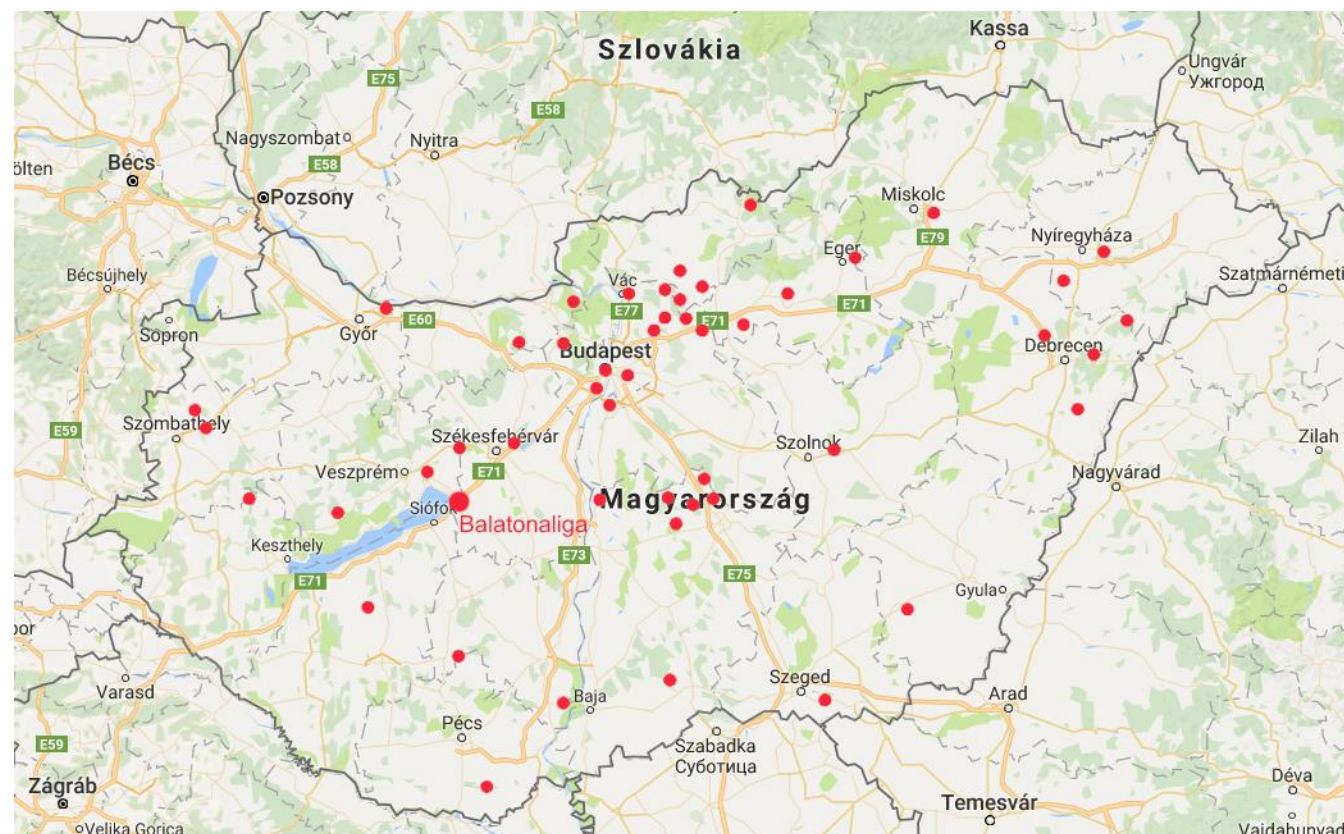 Kassa
Szlovákia
Ungvár
Ужгород
E75
E58
Nagyszombat
Nyitra
Bécs
ölten
E58
Pozsony
Miskolc
E79
Nyíregyháza
Eger
Bécsújhely
Vác
Szatmárnémeti
E77
E71
Sopron
Győr
E60
E71
Budapest
Debrecen
Szombathely
E59
Székesfehérvár
Szolnok
Zilah
Veszprém
E71
Nagyvárad
Magyarország
Siófok
Balatonaliga
Keszthely
E73
E71
E75
Gyula
por
Varasd
Szeged
Baja
Arad
Pécs
E59
Szabadka
Суботица
Zágráb
Déva
Temesvár
Velika Gorica
Vajdahunyad